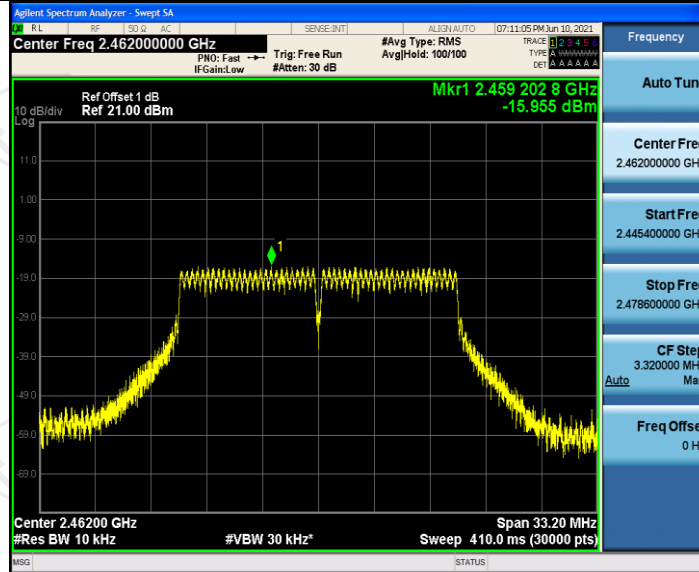 Agilent Spectrum Analyzer - Swept SA
RL RF 50 Ω AC SENSE:INT ALIGN AUTO 07:11:05 PM Jun 10, 2021
Center Freq 2.462000000 GHz
PNO: Fast
IFGain:Low
Trig: Free Run
#Atten: 30 dB
#Avg Type: RMS
Avg|Hold: 100/100
TRACE 1 2 3 4 5 6
TYPE A
DET A A A A A A
Ref Offset 1 dB
10 dB/div Ref 21.00 dBm
Log
Mkr1 2.459 202 8 GHz
-15.955 dBm
11.0
1.00
-9.00
1
-19.0
-29.0
-39.0
-49.0
-59.0
-69.0
Center 2.46200 GHz Span 33.20 MHz
#Res BW 10 kHz #VBW 30 kHz* Sweep 410.0 ms (30000 pts)
MSG STATUS
Frequency
Auto Tun
Center Fre
2.462000000 GH
Start Fre
2.445400000 GH
Stop Fre
2.478600000 GH
CF Step
3.320000 MH
Auto Ma
Freq Offse
0 H